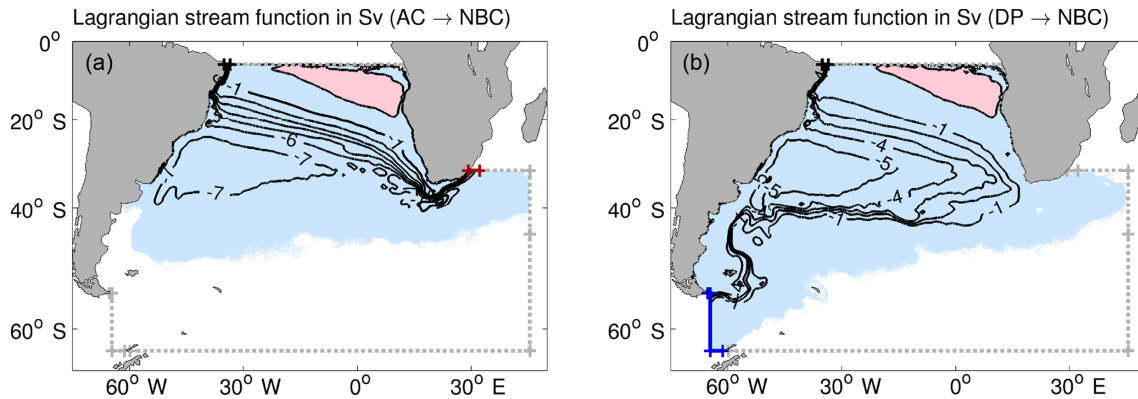 Lagrangian stream function in Sv (AC → NBC)
Lagrangian stream function in Sv (DP → NBC)
(a)
(b)
0° 
20° S
40° S
60° S
0°
20° S
40° S
60° S
-1
-1
-6
-7
-7
-1
-4
-5
-5
-4
-1
-7
60° W
30° W
0°
30° E
60° W
30° W
0°
30° E